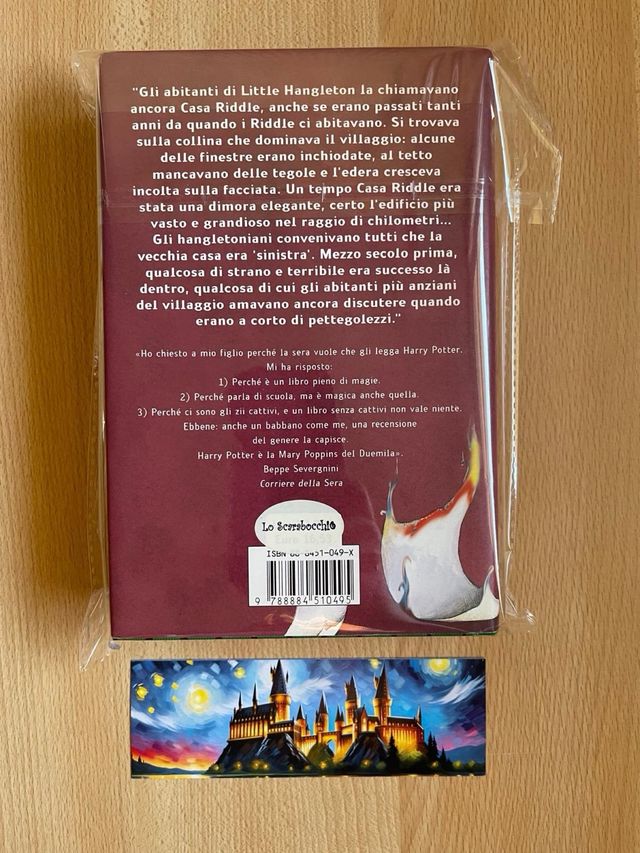 "Gli abitanti di Little Hangleton la chiamavano
ancora Casa Riddle, anche se erano passati tanti
anni da quando i Riddle ci abitavano. Si trovava
sulla collina che dominava il villaggio: alcune
delle finestre erano inchiodate, al tetto
mancavano delle tegole e l'edera cresceva
incolta sulla facciata. Un tempo Casa Riddle era
stata una dimora elegante, certo l'edificio più
vasto e grandioso nel raggio di chilometri...
Gli hangletoniani convenivano tutti che la
vecchia casa era 'sinistra'. Mezzo secolo prima,
qualcosa di strano e terribile era successo là
dentro, qualcosa di cui gli abitanti più anziani
del villaggio amavano ancora discutere quando
erano a corto di pettegolezzi."
«Ho chiesto a mio figlio perché la sera vuole che gli legga Harry Potter.
Mi ha risposto:
1) Perché è un libro pieno di magie.
2) Perché parla di scuola, ma è magica anche quella.
3) Perché ci sono gli zii cattivi, e un libro senza cattivi non vale niente.
Ebbene: anche un babbano come me, una recensione
del genere la capisce.
Harry Potter è la Mary Poppins del Duemila».
Beppe Severgnini
Corriere della Sera
Lo Scarabocchio
ISBN 88-8451-049-X
9 788884 510495